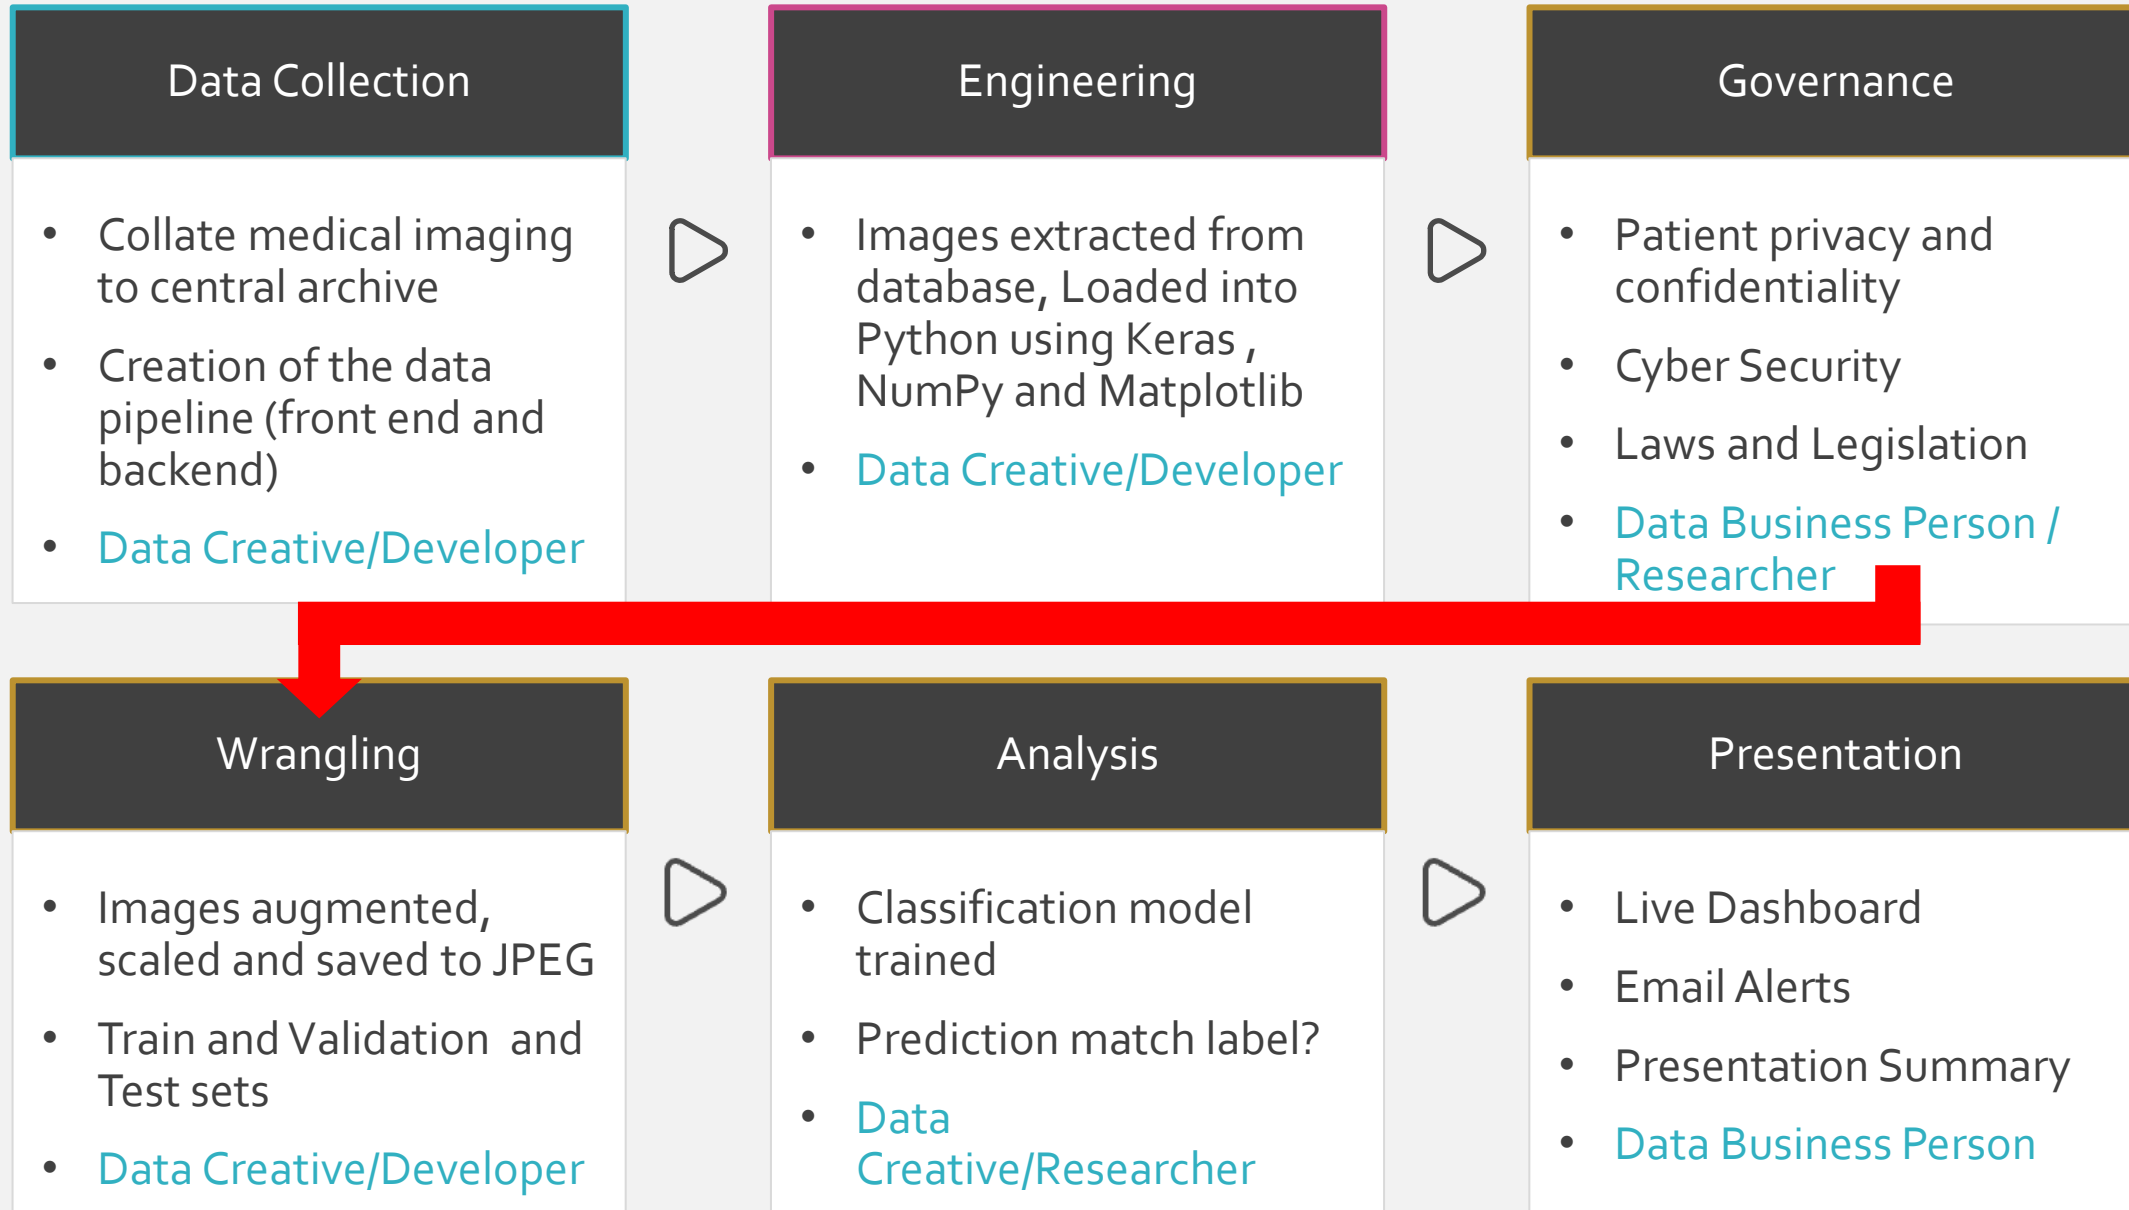 Data Collection
• Collate medical imaging
to central archive
• Creation of the data
pipeline (front end and
backend)
• Data Creative/Developer
Engineering
• Images extracted from
database, Loaded into
Python using Keras ,
NumPy and Matplotlib
• Data Creative/Developer
Governance
• Patient privacy and
confidentiality
• Cyber Security
• Laws and Legislation
• Data Business Person /
Researcher
Wrangling
• Images augmented,
scaled and saved to JPEG
• Train and Validation  and
Test sets
• Data Creative/Developer
Analysis
• Classification model
trained
• Prediction match label?
• Data
Creative/Researcher
Presentation
• Live Dashboard
• Email Alerts
• Presentation Summary
• Data Business Person